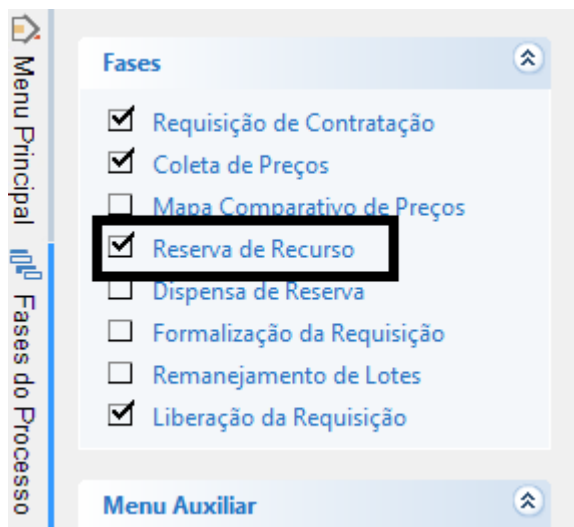 Menu Principal
Fases do Processo
Fases
Requisição de Contratação
Coleta de Preços
Mapa Comparativo de Preços
Reserva de Recurso
Dispensa de Reserva
Formalização da Requisição
Remanejamento de Lotes
Liberação da Requisição
Menu Auxiliar